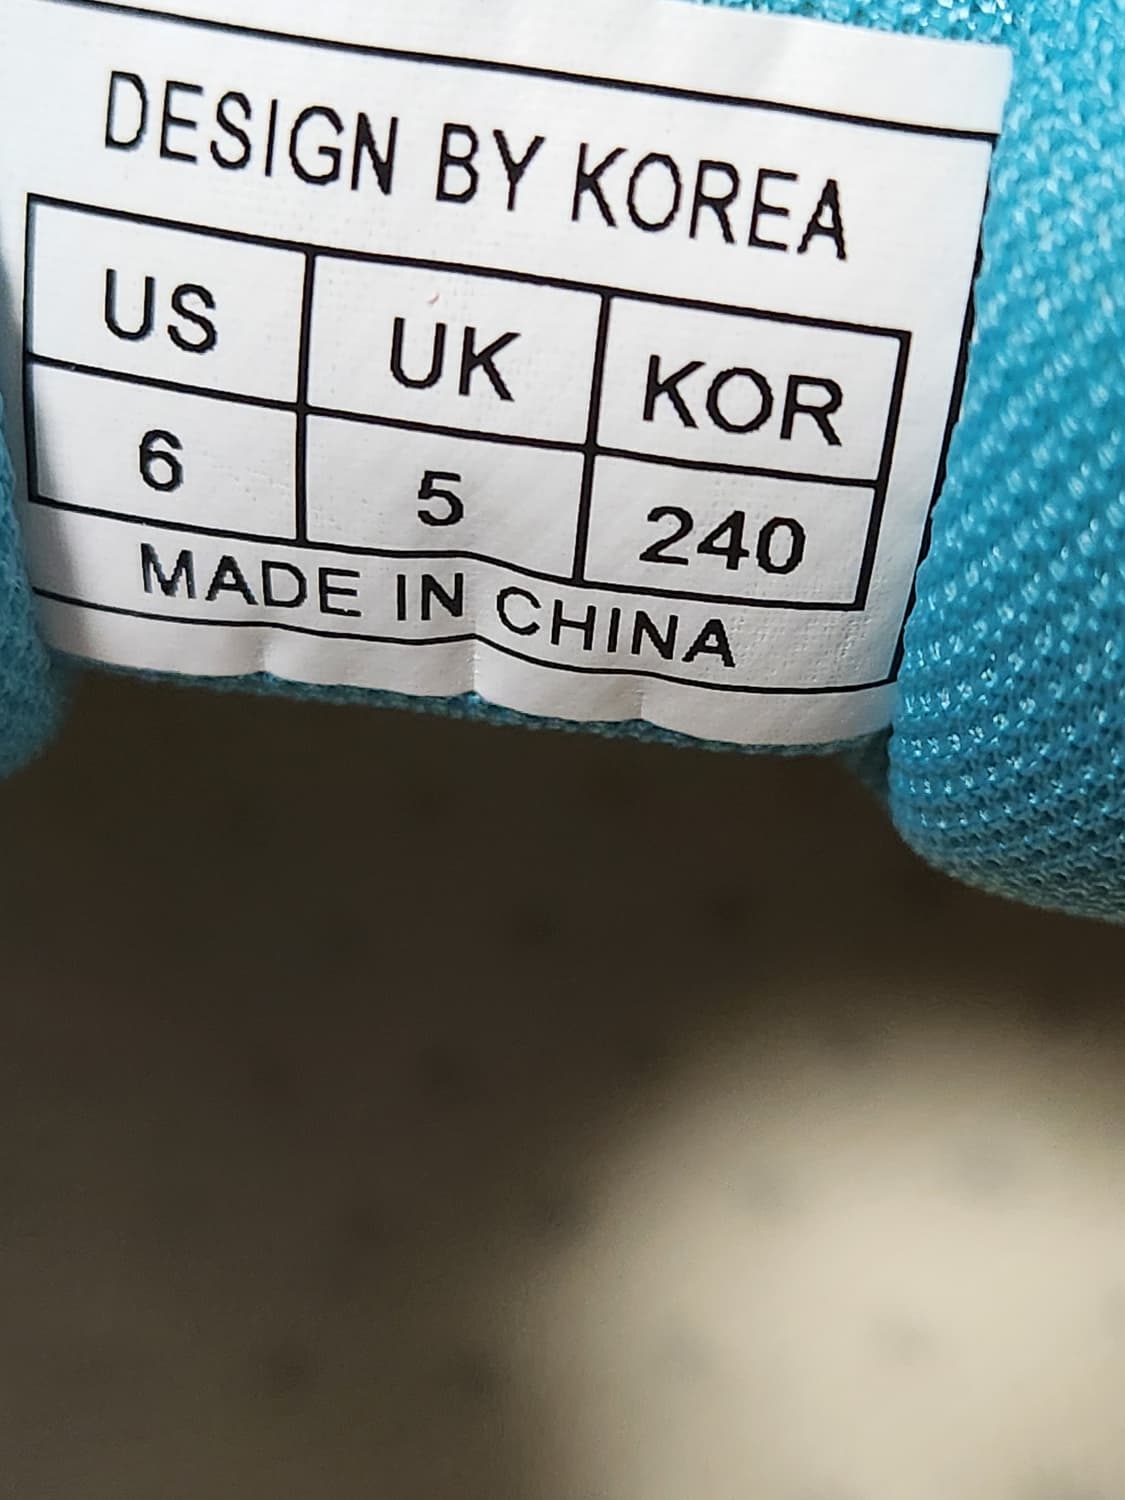 DESIGN BY KOREA
US UK KOR
6 5 240
MADE IN CHINA